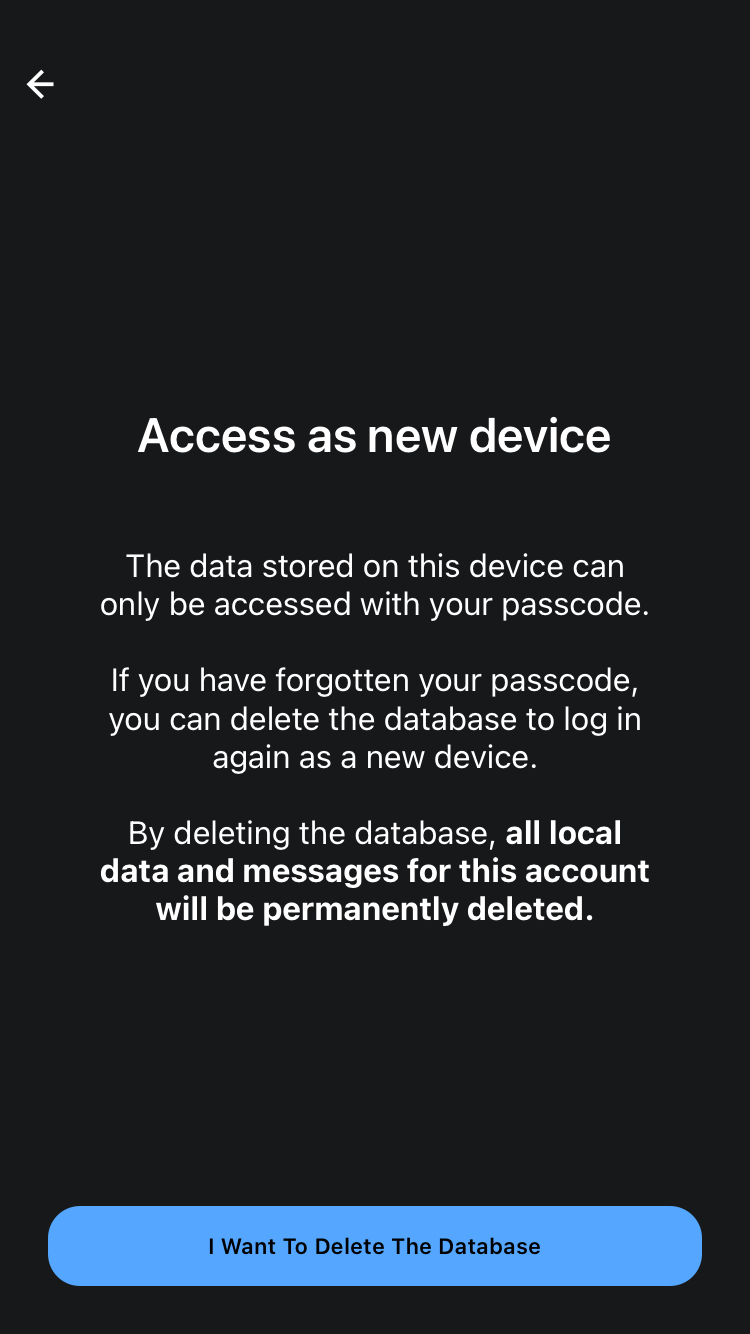 Access as new device
The data stored on this device can
only be accessed with your passcode.
If you have forgotten your passcode,
you can delete the database to log in
again as a new device.
By deleting the database, all local
data and messages for this account
will be permanently deleted.
I Want To Delete The Database